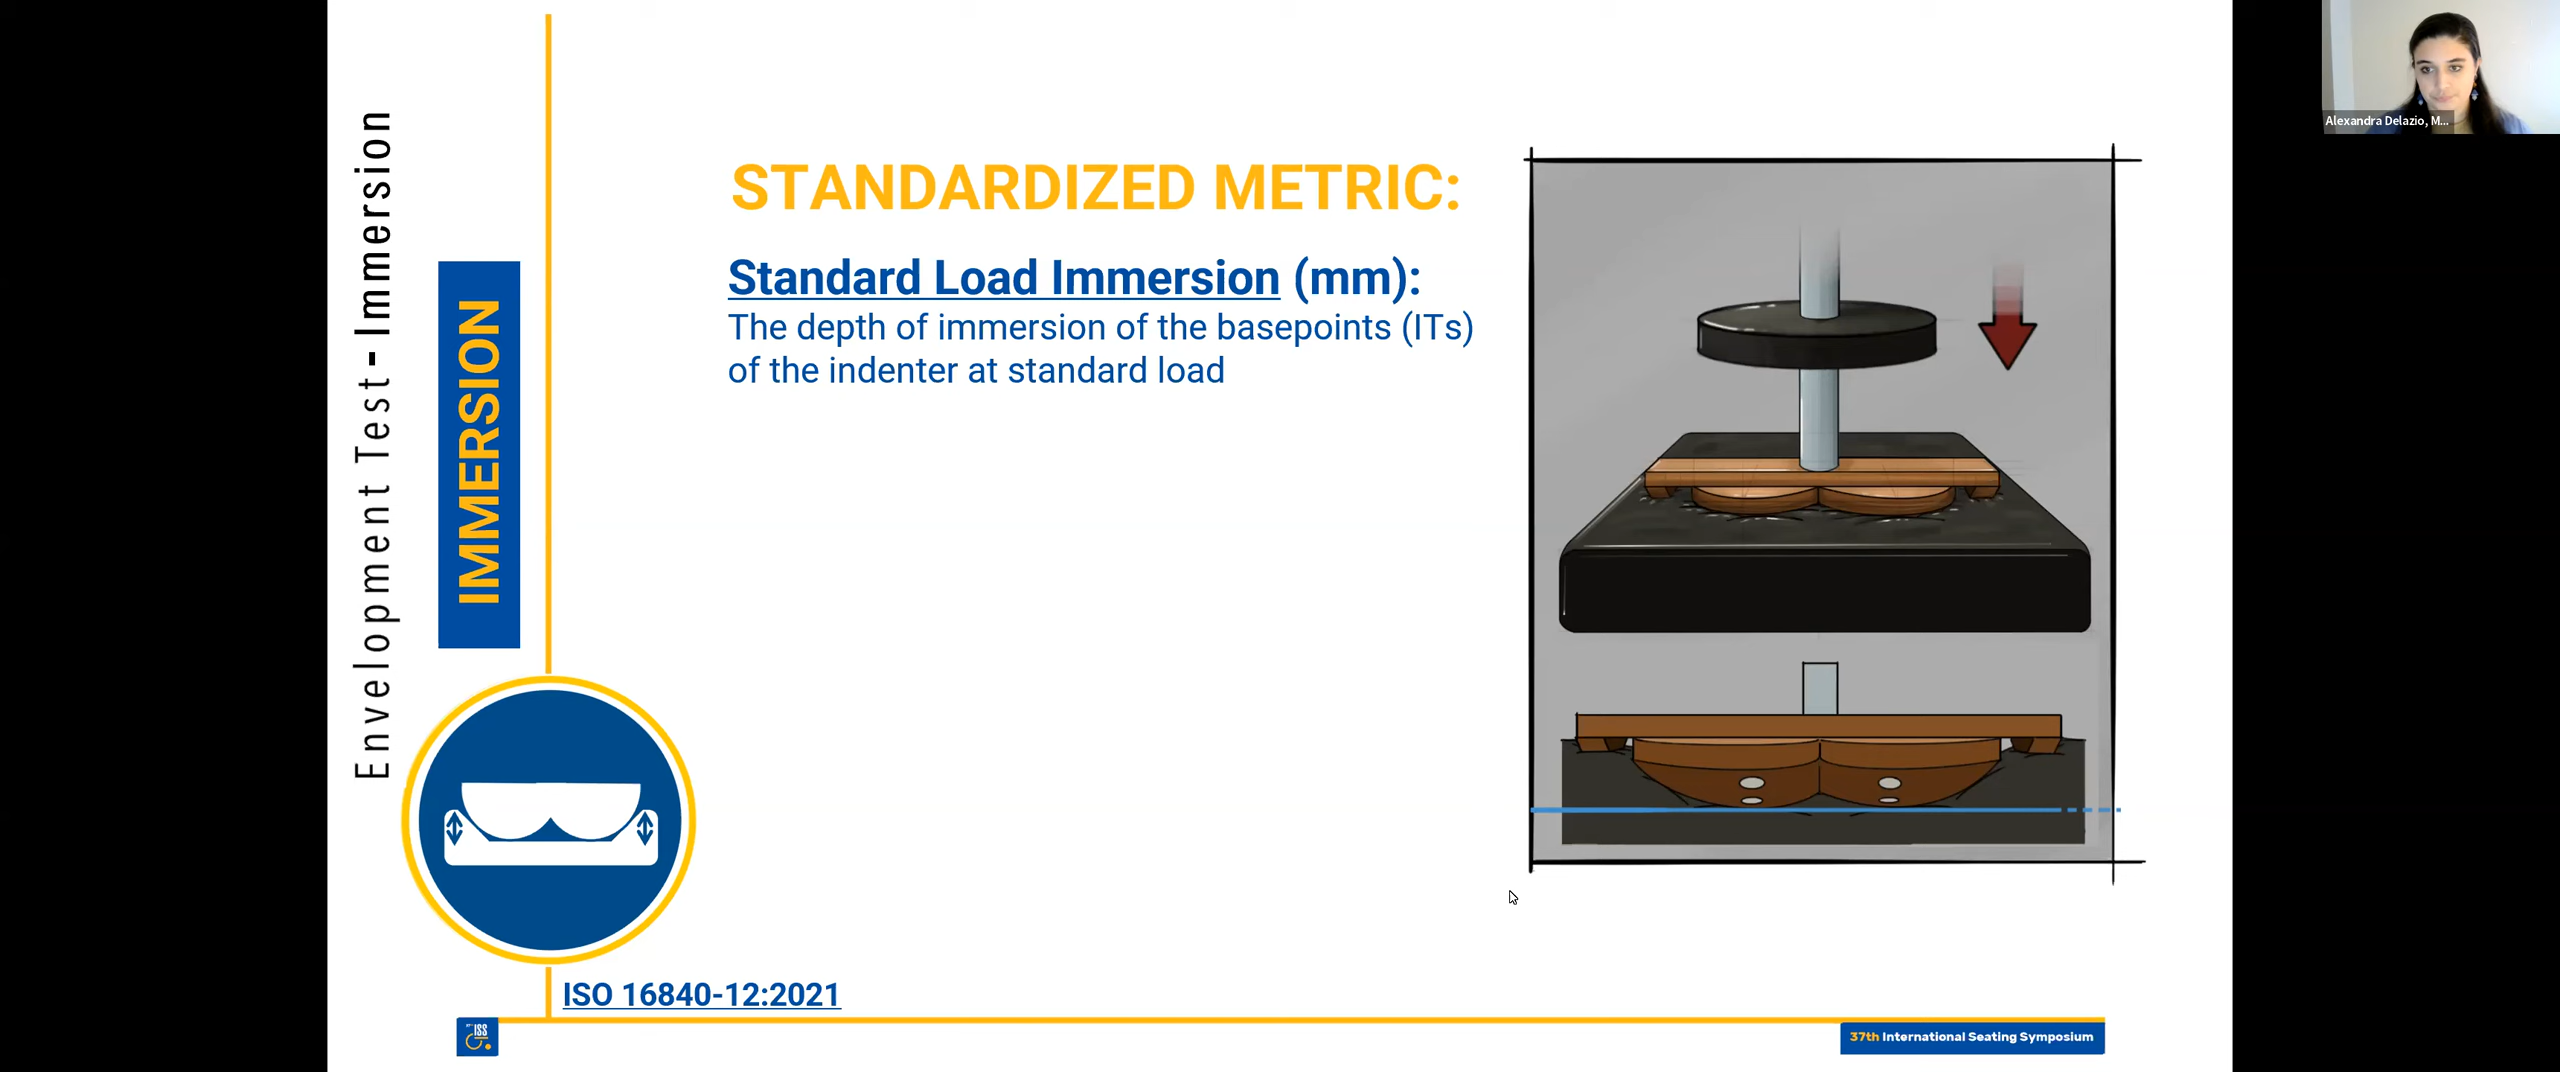 Envelopment Test - Immersion
IMMERSION
STANDARDIZED METRIC:
Standard Load Immersion (mm):
The depth of immersion of the basepoints (ITs)
of the indenter at standard load
ISO 16840-12:2021
ISS
37th International Seating Symposium
Alexandra Delazio, M...